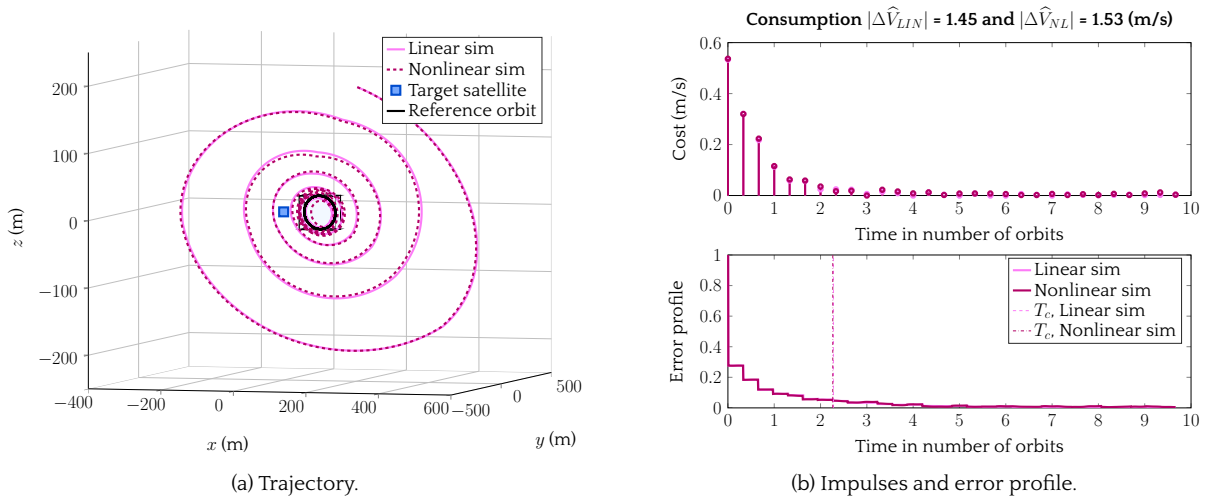 Linear sim
Nonlinear sim
Target satellite
Reference orbit
200
100
0
−100
−200
z (m)
−400
−200
0
200
400
600
x (m)
−500
0
500
y (m)
(a) Trajectory.
Consumption |ΔV̂_LIN| = 1.45 and |ΔV̂_NL| = 1.53 (m/s)
0.6
0.4
0.2
0
Cost (m/s)
0 1 2 3 4 5 6 7 8 9 10
Time in number of orbits
1
0.8
0.6
0.4
0.2
0
Error profile
Linear sim
Nonlinear sim
T_c, Linear sim
T_c, Nonlinear sim
0 1 2 3 4 5 6 7 8 9 10
Time in number of orbits
(b) Impulses and error profile.